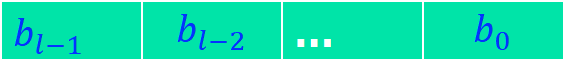 b_{l−1} b_{l−2} ... b_0